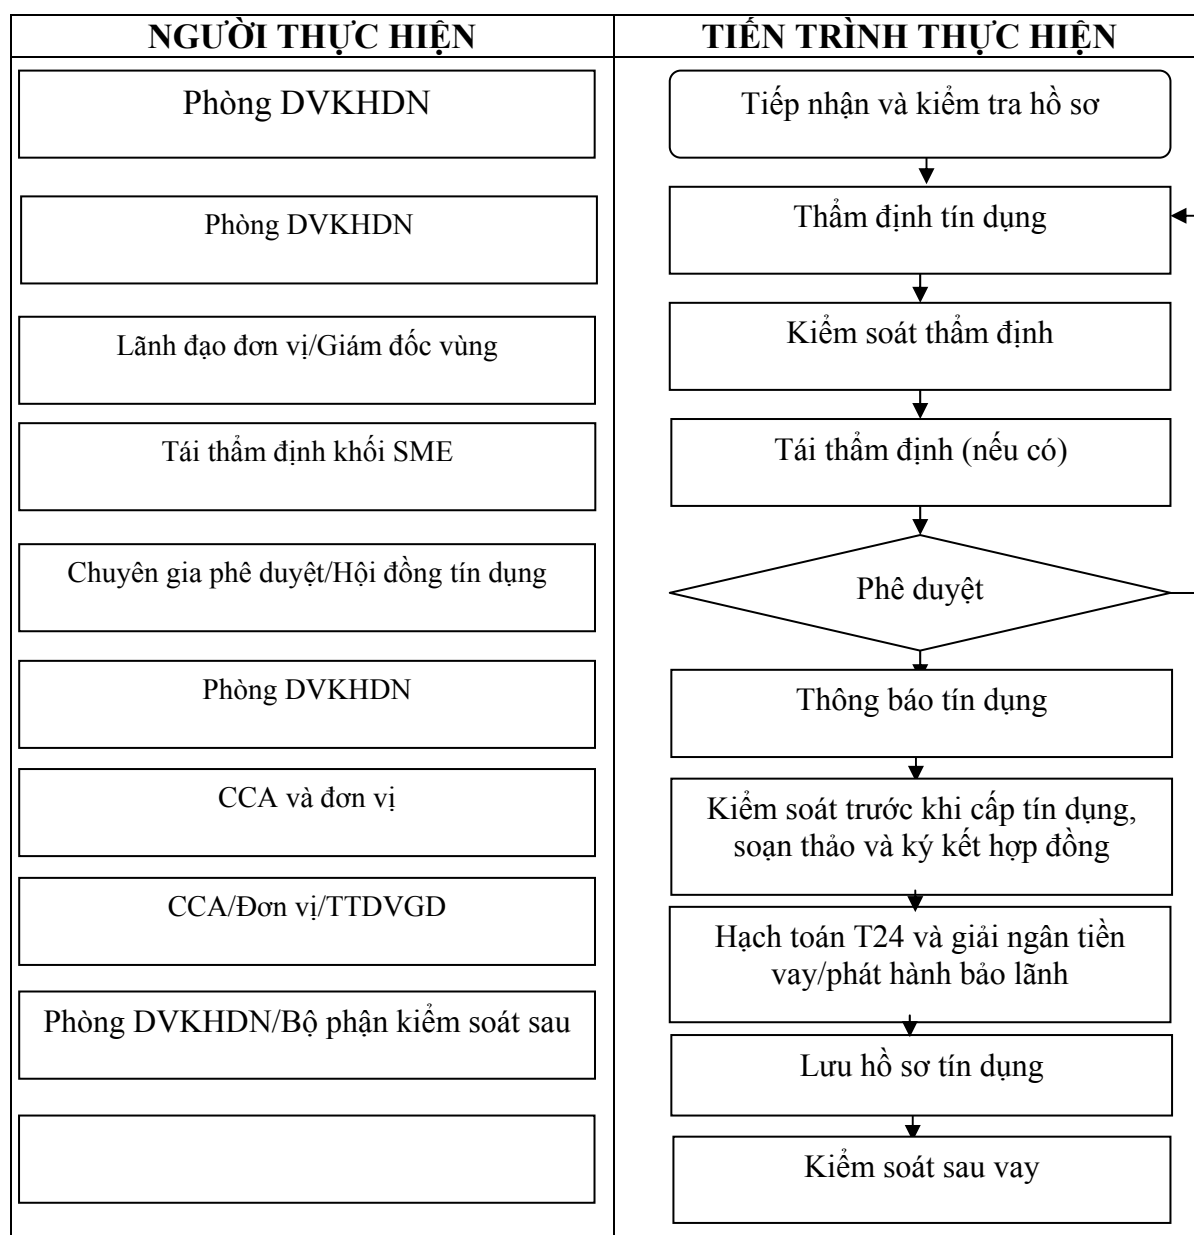 NGƯỜI THỰC HIỆN
TIẾN TRÌNH THỰC HIỆN
Phòng DVKHDN
Tiếp nhận và kiểm tra hồ sơ
Phòng DVKHDN
Thẩm định tín dụng
Lãnh đạo đơn vị/Giám đốc vùng
Kiểm soát thẩm định
Tái thẩm định khối SME
Tái thẩm định (nếu có)
Chuyên gia phê duyệt/Hội đồng tín dụng
Phê duyệt
Phòng DVKHDN
Thông báo tín dụng
CCA và đơn vị
Kiểm soát trước khi cấp tín dụng,
soạn thảo và ký kết hợp đồng
CCA/Đơn vị/TTDVGD
Hạch toán T24 và giải ngân tiền
vay/phát hành bảo lãnh
Phòng DVKHDN/Bộ phận kiểm soát sau
Lưu hồ sơ tín dụng
Kiểm soát sau vay